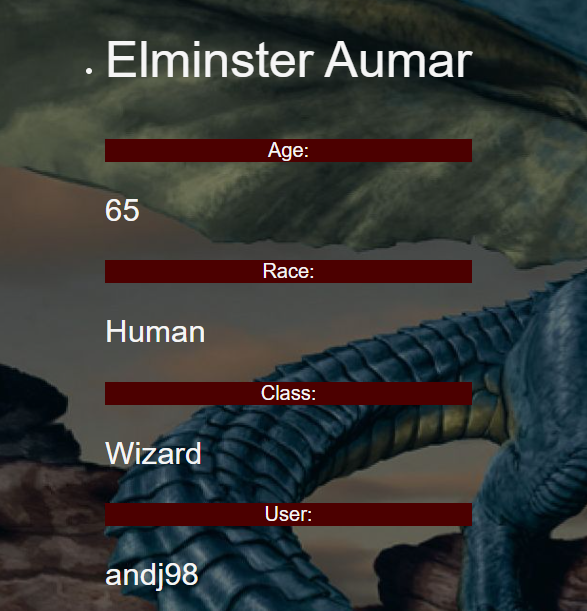 Elminster Aumar
Age:
65
Race:
Human
Class:
Wizard
User:
andj98